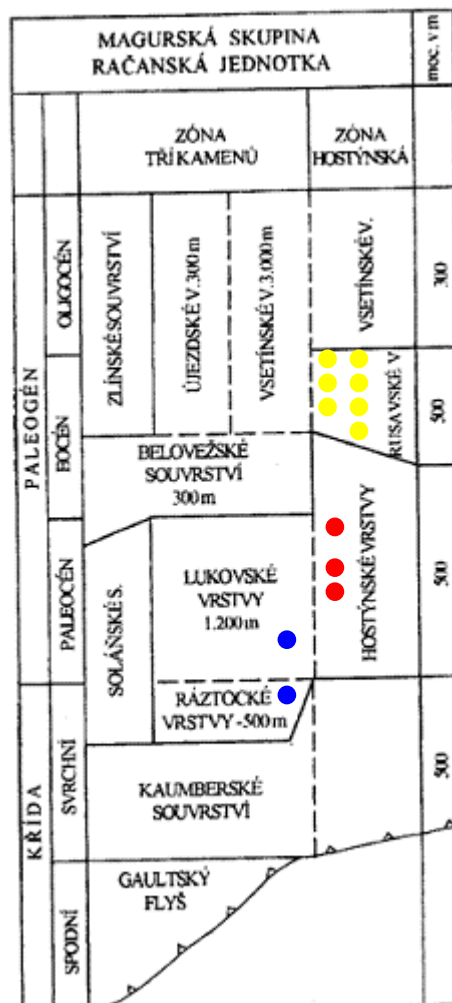 MAGURSKÁ SKUPINA
RAČANSKÁ JEDNOTKA
moc. v m
ZÓNA
TŘÍ KAMENŮ
ZÓNA
HOSTÝNSKÁ
PALEOGÉN
OLIGOCÉN
ZLÍNSKÉ SOUVRSTVÍ
ÚJEZDSKÉ V. 300 m
VSETÍNSKÉ V. 3.000 m
VSETÍNSKÉ V.
700
EOCÉN
RUSAVSKÉ V
500
BELOVEŽSKÉ
SOUVRSTVÍ
300 m
PALEOCÉN
SOLÁŇSKÉ S.
LUKOVSKÉ
VRSTVY
1.200 m
HOSTÝNSKÉ VRSTVY
500
RÁZTOCKÉ
VRSTVY -500 m
KŘÍDA
SVRCHNÍ
KAUMBERSKÉ
SOUVRSTVÍ
500
SPODNÍ
GAULTSKÝ
FLYŠ